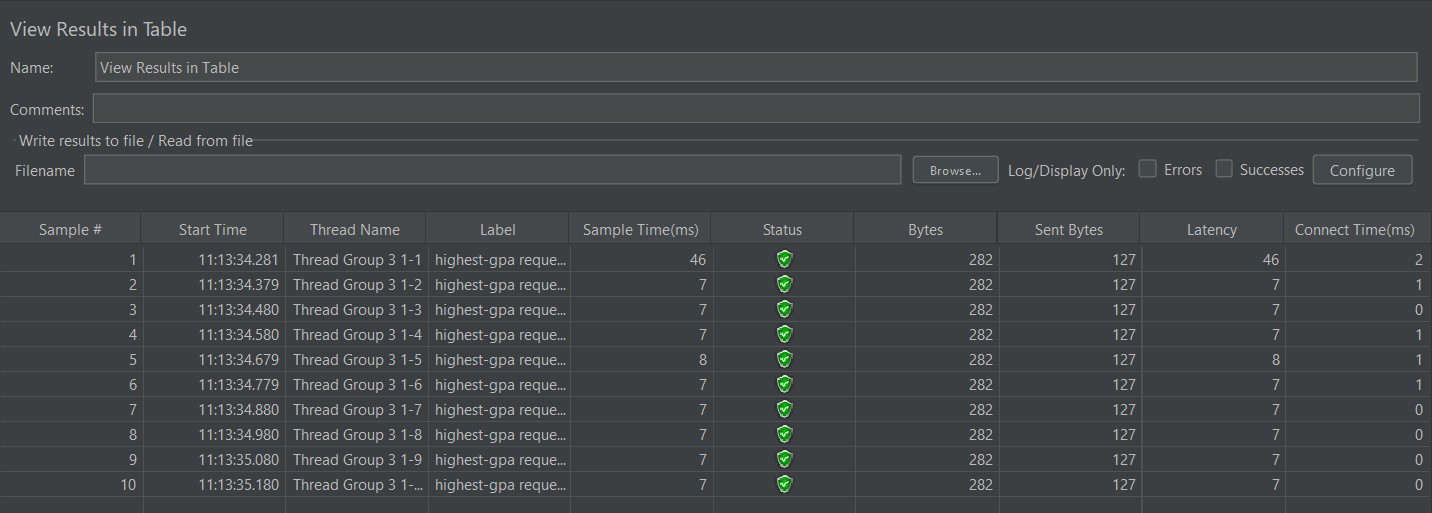 View Results in Table
Name: View Results in Table
Comments:
Write results to file / Read from file
Filename Browse... Log/Display Only: Errors Successes Configure
Sample # Start Time Thread Name Label Sample Time(ms) Status Bytes Sent Bytes Latency Connect Time(ms)
1 11:13:34.281 Thread Group 3 1-1 highest-gpa reque... 46 282 127 46 2
2 11:13:34.379 Thread Group 3 1-2 highest-gpa reque... 7 282 127 7 1
3 11:13:34.480 Thread Group 3 1-3 highest-gpa reque... 7 282 127 7 0
4 11:13:34.580 Thread Group 3 1-4 highest-gpa reque... 7 282 127 7 1
5 11:13:34.679 Thread Group 3 1-5 highest-gpa reque... 8 282 127 8 1
6 11:13:34.779 Thread Group 3 1-6 highest-gpa reque... 7 282 127 7 1
7 11:13:34.880 Thread Group 3 1-7 highest-gpa reque... 7 282 127 7 0
8 11:13:34.980 Thread Group 3 1-8 highest-gpa reque... 7 282 127 7 0
9 11:13:35.080 Thread Group 3 1-9 highest-gpa reque... 7 282 127 7 0
10 11:13:35.180 Thread Group 3 1-... highest-gpa reque... 7 282 127 7 0